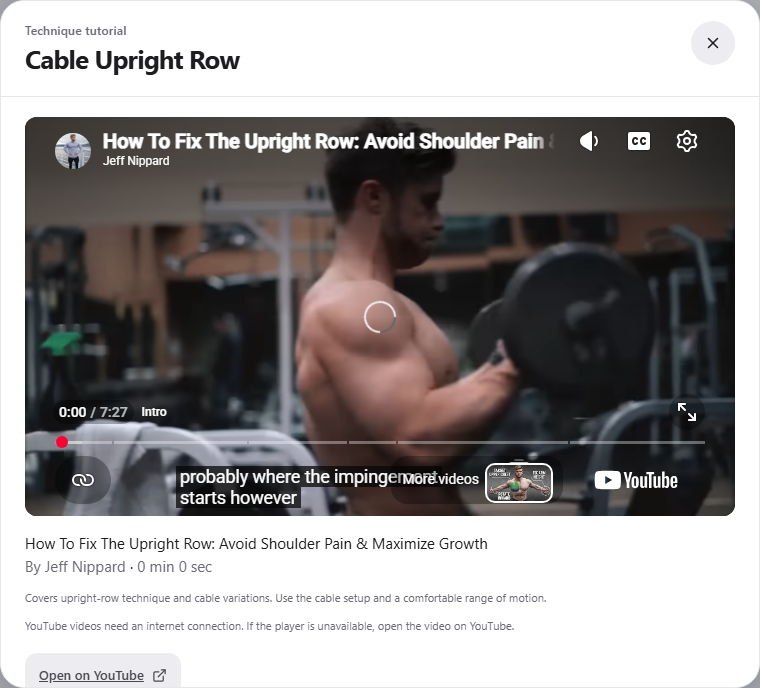 Technique tutorial
Cable Upright Row
How To Fix The Upright Row: Avoid Shoulder Pain &
Jeff Nippard
CC
0:00 / 7:27 Intro
probably where the impingement
starts however
More videos
YouTube
How To Fix The Upright Row: Avoid Shoulder Pain & Maximize Growth
By Jeff Nippard · 0 min 0 sec
Covers upright-row technique and cable variations. Use the cable setup and a comfortable range of motion.
YouTube videos need an internet connection. If the player is unavailable, open the video on YouTube.
Open on YouTube